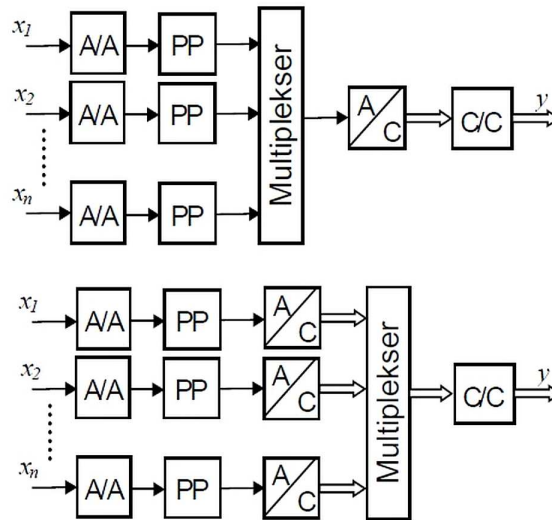 x1 A/A PP
x2 A/A PP
xn A/A PP
Multiplekser
A/C C/C y
x1 A/A PP A/C
x2 A/A PP A/C
xn A/A PP A/C
Multiplekser
C/C y